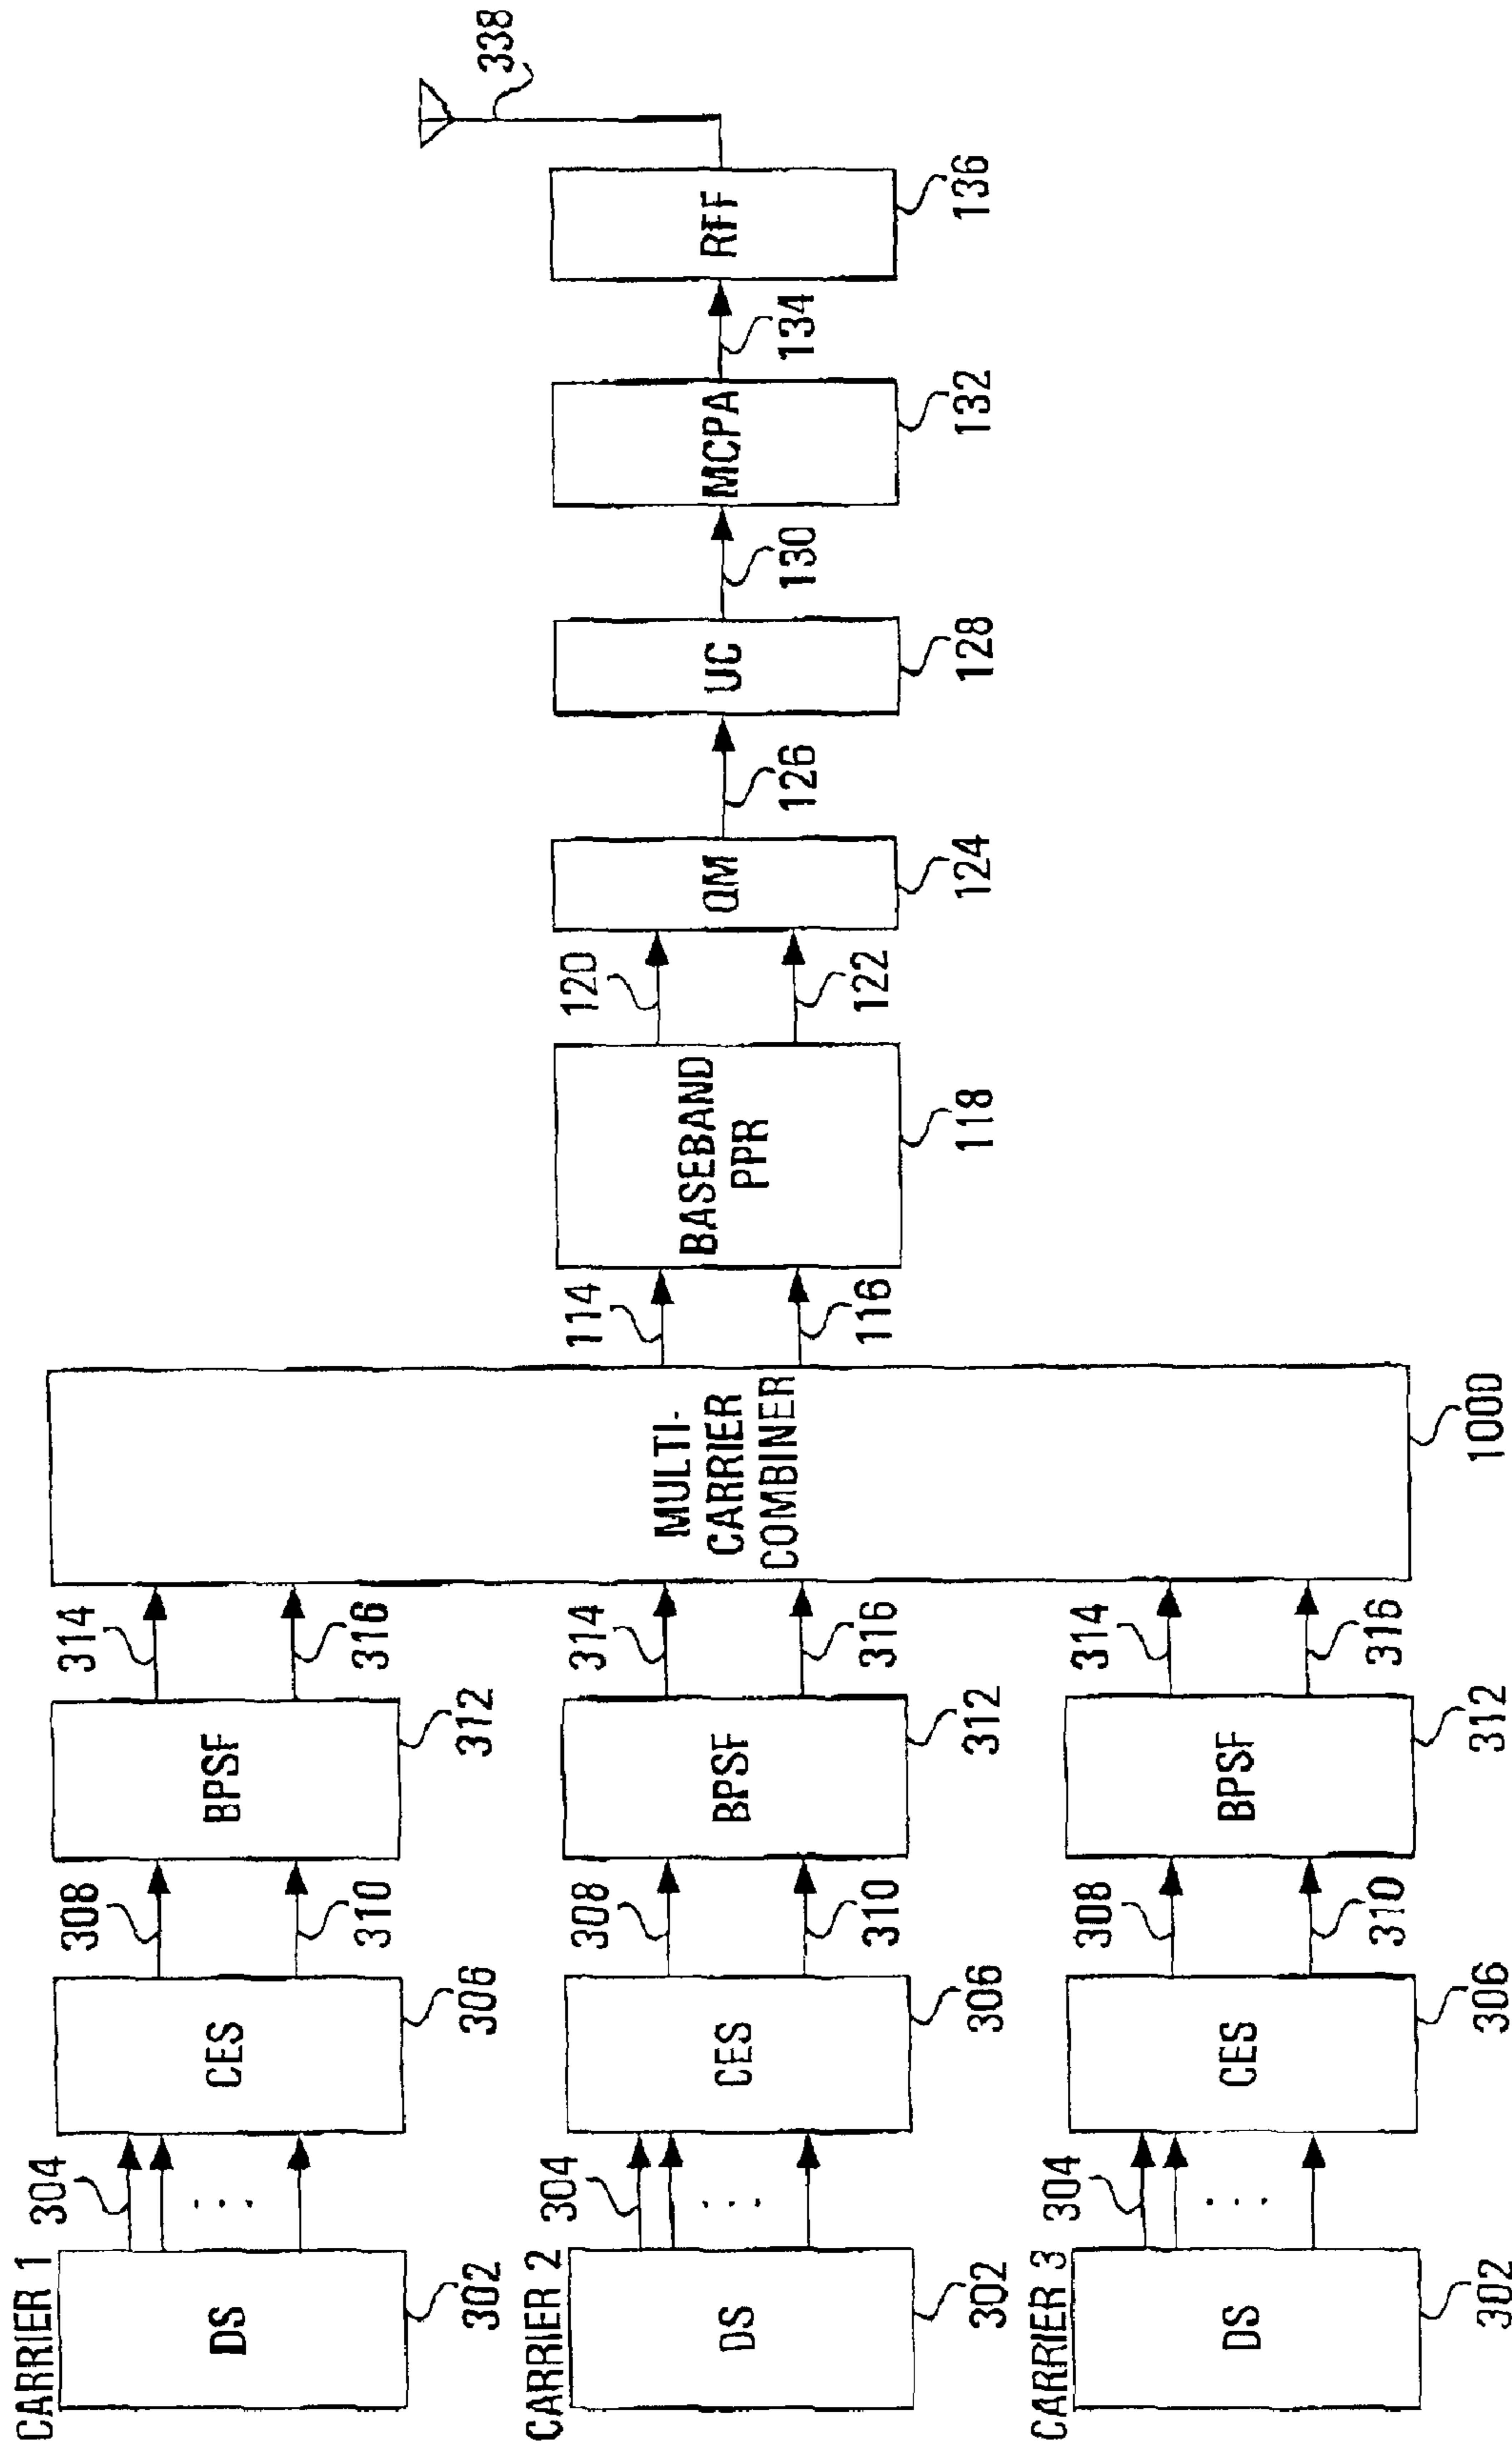 CARRIER 1
DS
302
304
. . .
CES
306
308
310
BPSF
312
314
316
CARRIER 2
DS
302
304
. . .
CES
306
308
310
BPSF
312
314
316
CARRIER 3
DS
302
304
. . .
CES
306
308
310
BPSF
312
314
316
MULTI-
CARRIER
COMBINER
1000
114
116
BASEBAND
PPR
118
120
122
QM
124
126
UC
128
130
MCPA
132
134
RFF
136
338